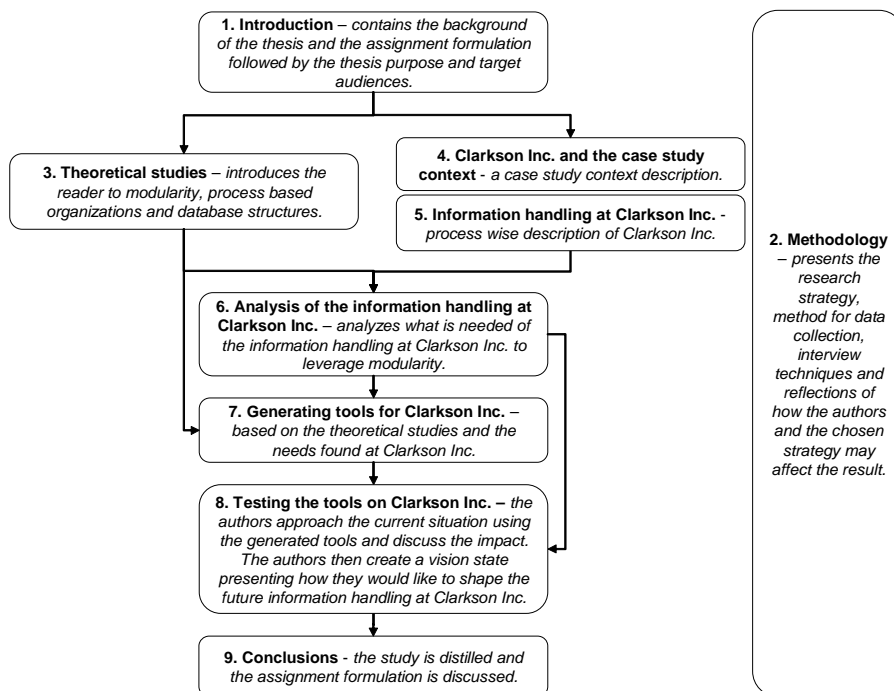 1. Introduction – contains the background
of the thesis and the assignment formulation
followed by the thesis purpose and target
audiences.
3. Theoretical studies – introduces the
reader to modularity, process based
organizations and database structures.
4. Clarkson Inc. and the case study
context - a case study context description.
5. Information handling at Clarkson Inc. -
process wise description of Clarkson Inc.
2. Methodology
– presents the
research
strategy,
method for data
collection,
interview
techniques and
reflections of
how the authors
and the chosen
strategy may
affect the result.
6. Analysis of the information handling at
Clarkson Inc. – analyzes what is needed of
the information handling at Clarkson Inc. to
leverage modularity.
7. Generating tools for Clarkson Inc. –
based on the theoretical studies and the
needs found at Clarkson Inc.
8. Testing the tools on Clarkson Inc. – the
authors approach the current situation using
the generated tools and discuss the impact.
The authors then create a vision state
presenting how they would like to shape the
future information handling at Clarkson Inc.
9. Conclusions - the study is distilled and
the assignment formulation is discussed.